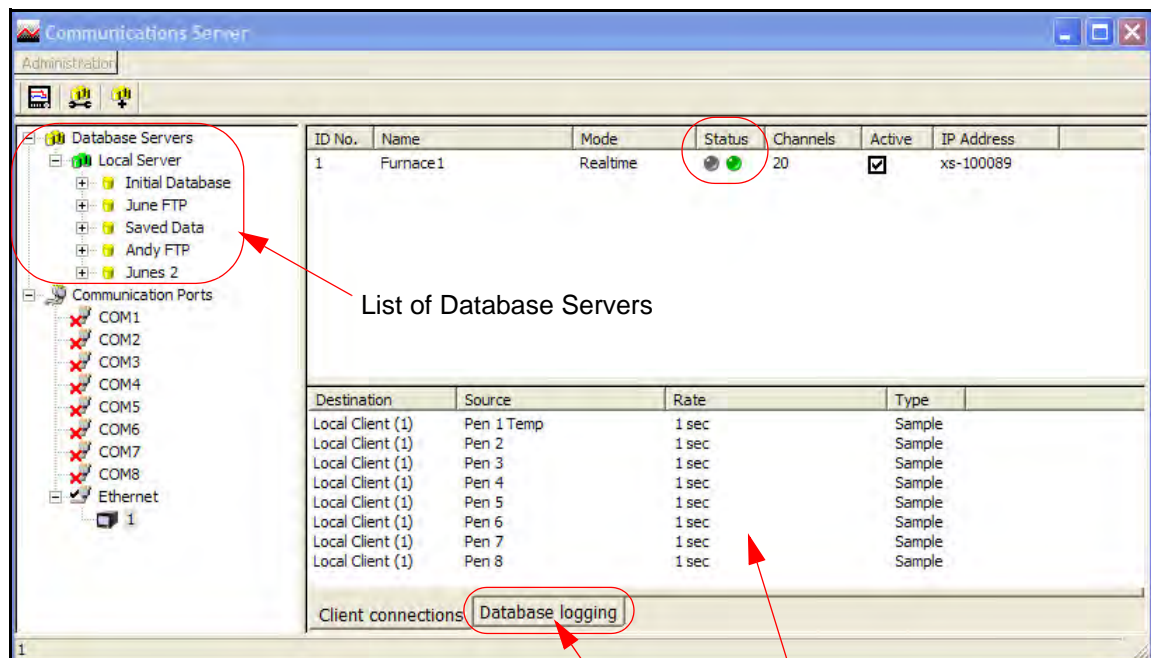 Communications Server
Administration
Database Servers
Local Server
Initial Database
June FTP
Saved Data
Andy FTP
Junes 2
Communication Ports
COM1
COM2
COM3
COM4
COM5
COM6
COM7
COM8
Ethernet
1
ID No. Name Mode Status Channels Active IP Address
1 Furnace1 Realtime 20 xs-100089
List of Database Servers
Destination Source Rate Type
Local Client (1) Pen 1 Temp 1 sec Sample
Local Client (1) Pen 2 1 sec Sample
Local Client (1) Pen 3 1 sec Sample
Local Client (1) Pen 4 1 sec Sample
Local Client (1) Pen 5 1 sec Sample
Local Client (1) Pen 6 1 sec Sample
Local Client (1) Pen 7 1 sec Sample
Local Client (1) Pen 8 1 sec Sample
Client connections Database logging
1